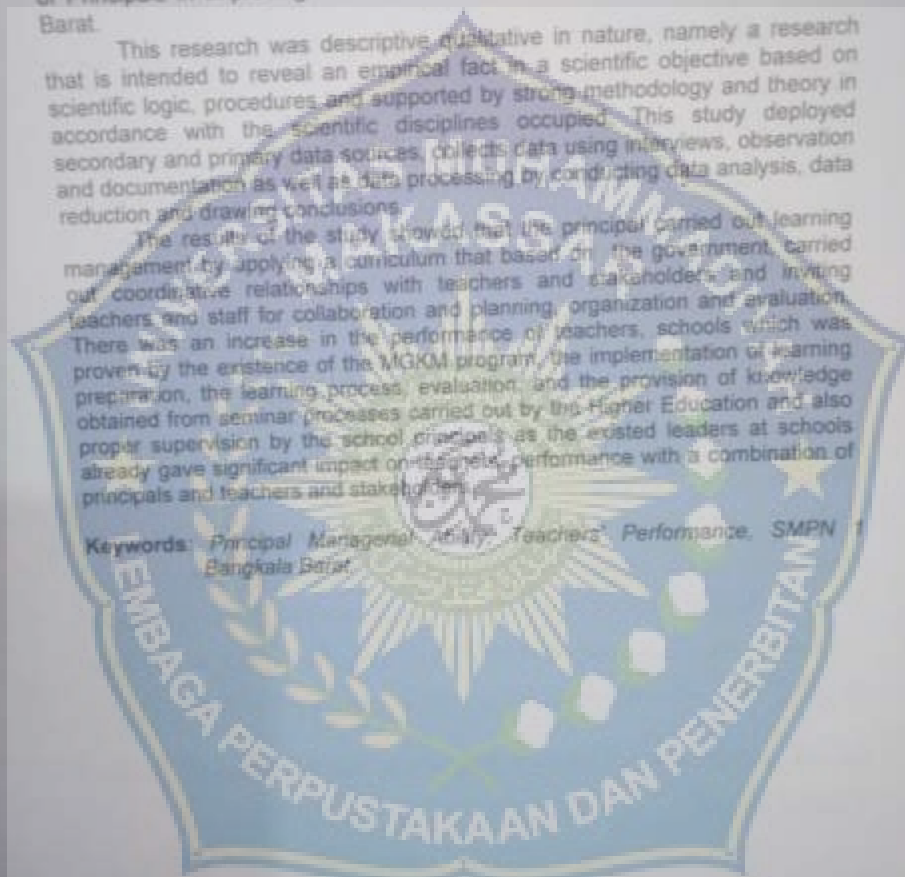 Barat.
This research was descriptive qualitative in nature, namely a research
that is intended to reveal an empirical fact in a scientific objective based on
scientific logic, procedures and supported by strong methodology and theory in
accordance with the scientific disciplines occupied. This study deployed
secondary and primary data sources, collects data using interviews, observation
and documentation as well as data processing by conducting data analysis, data
reduction and drawing conclusions.
The results of the study showed that the principal carried out learning
management by applying a curriculum that based on the government, carried
out coordinative relationships with teachers and stakeholders and inviting
teachers and staff for collaboration and planning, organization and evaluation.
There was an increase in the performance of teachers, schools which was
proven by the existence of the MGKM program, the implementation of learning
preparation, the learning process, evaluation, and the provision of knowledge
obtained from seminar processes carried out by the Higher Education and also
proper supervision by the school principals as the existed leaders at schools
already gave significant impact on teachers' performance with a combination of
principals and teachers and stakeholders.
Keywords: Principal Managerial Ability, Teachers' Performance, SMPN 1
Bangkala Barat
MUHAMMADIYAH
MAKASSAR
LEMBAGA PERPUSTAKAAN DAN PENERBITAN